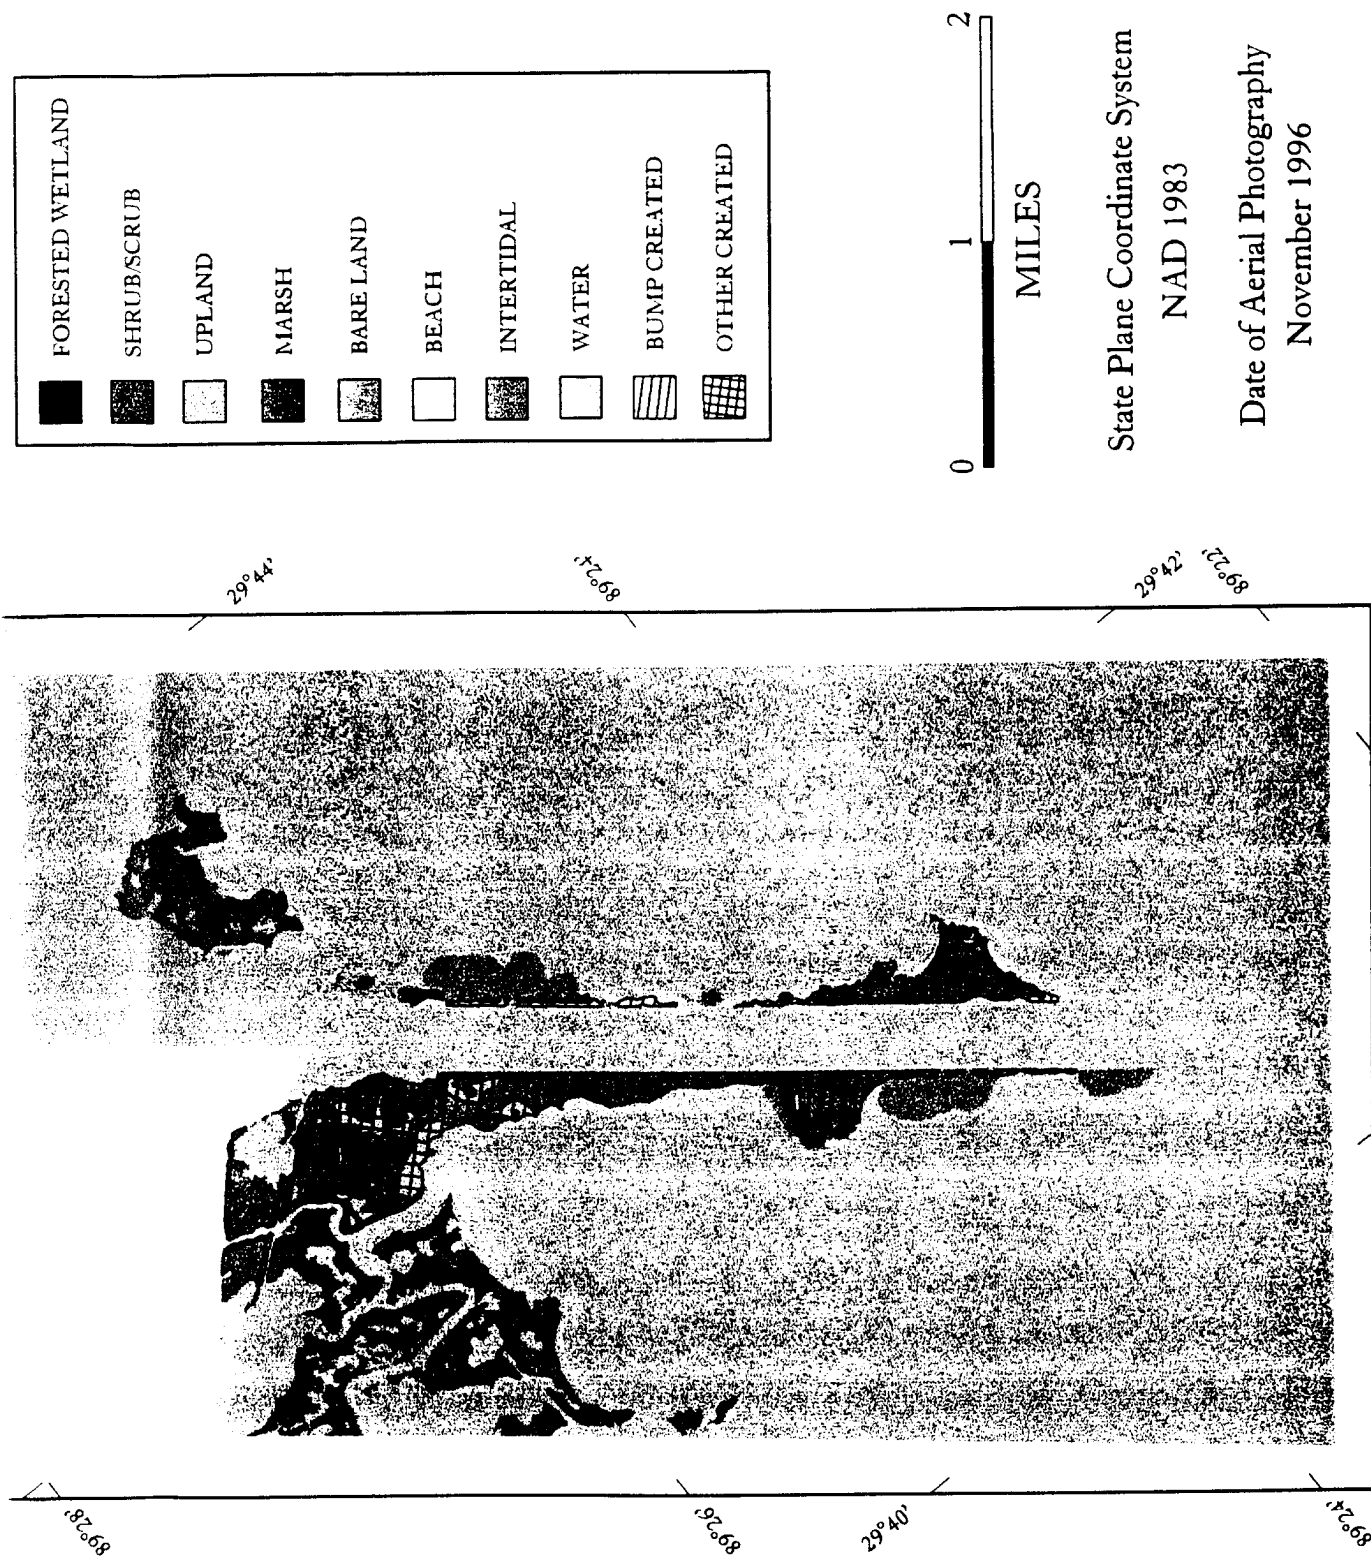 FORESTED WETLAND
SHRUB/SCRUB
UPLAND
MARSH
BARE LAND
BEACH
INTERTIDAL
WATER
BUMP CREATED
OTHER CREATED
0 1 2
MILES
State Plane Coordinate System
NAD 1983
Date of Aerial Photography
November 1996
29°44'
89°24'
29°42'
89°22'
89°28'
89°26'
29°40'
89°24'